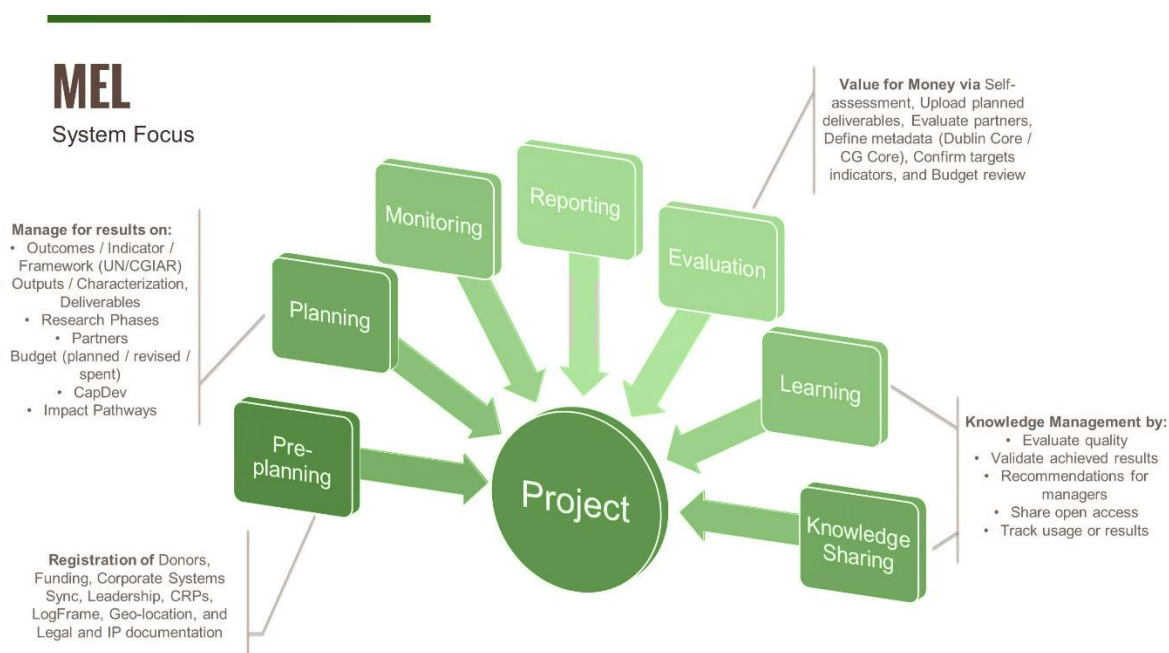 MEL
System Focus
Value for Money via Self-
assessment, Upload planned
deliverables, Evaluate partners,
Define metadata (Dublin Core /
CG Core), Confirm targets
indicators, and Budget review
Reporting
Monitoring
Evaluation
Manage for results on:
• Outcomes / Indicator /
Framework (UN/CGIAR)
Outputs / Characterization,
Deliverables
• Research Phases
• Partners
Budget (planned / revised /
spent)
• CapDev
• Impact Pathways
Planning
Learning
Pre-
planning
Project
Knowledge
Sharing
Knowledge Management by:
• Evaluate quality
• Validate achieved results
• Recommendations for
managers
• Share open access
• Track usage or results
Registration of Donors,
Funding, Corporate Systems
Sync, Leadership, CRPs,
LogFrame, Geo-location, and
Legal and IP documentation